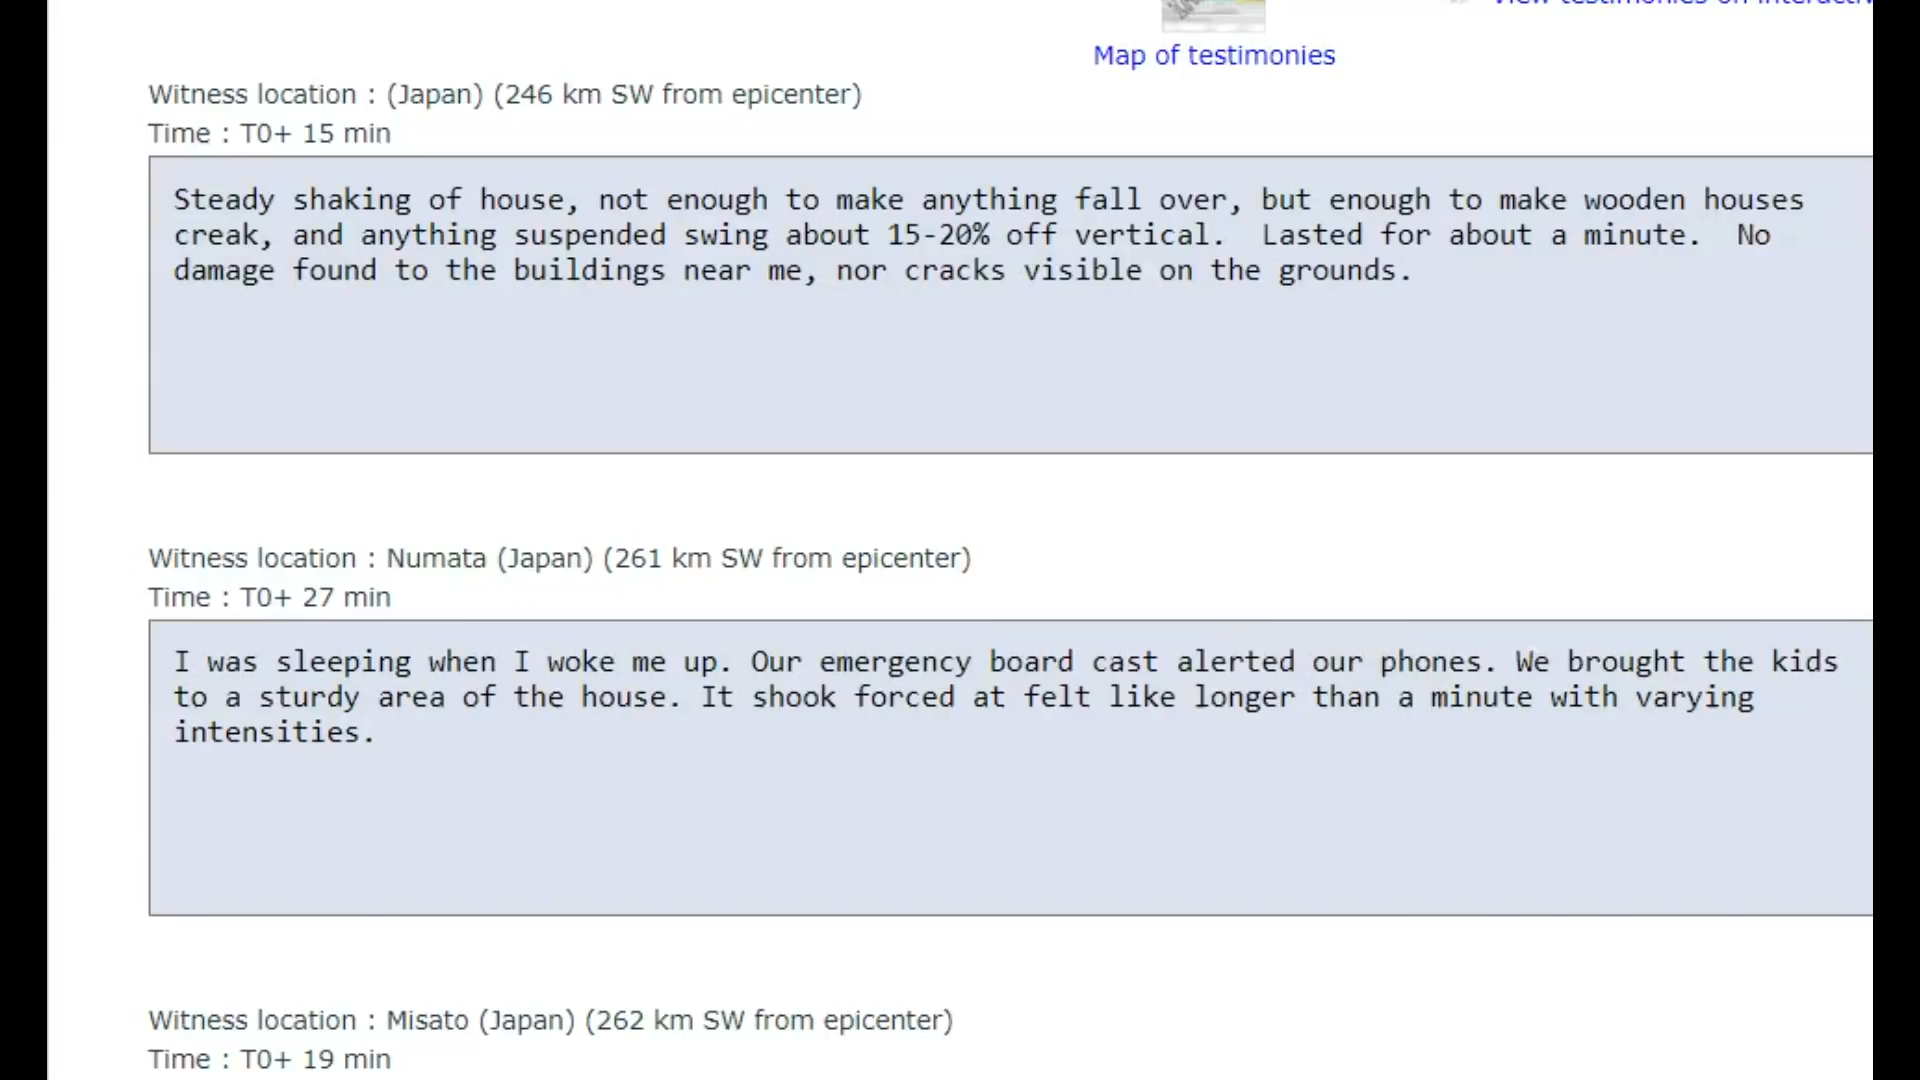 View testimonies on
Map of testimonies
Witness location : (Japan) (246 km SW from epicenter)
Time : T0+ 15 min
Steady shaking of house, not enough to make anything fall over, but enough to make wooden houses
creak, and anything suspended swing about 15-20% off vertical.  Lasted for about a minute.  No
damage found to the buildings near me, nor cracks visible on the grounds.
Witness location : Numata (Japan) (261 km SW from epicenter)
Time : T0+ 27 min
I was sleeping when I woke me up. Our emergency board cast alerted our phones. We brought the kids
to a sturdy area of the house. It shook forced at felt like longer than a minute with varying
intensities.
Witness location : Misato (Japan) (262 km SW from epicenter)
Time : T0+ 19 min